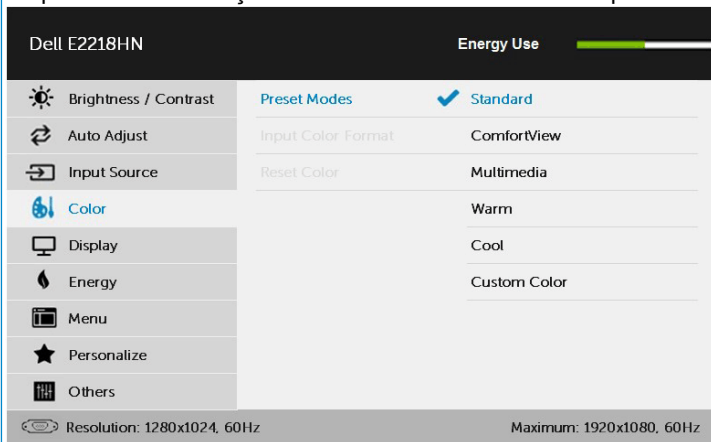 Dell E2218HN
Energy Use
Brightness / Contrast
Preset Modes
Standard
Auto Adjust
Input Color Format
ComfortView
Input Source
Reset Color
Multimedia
Color
Warm
Display
Cool
Energy
Custom Color
Menu
Personalize
Others
Resolution: 1280x1024, 60Hz
Maximum: 1920x1080, 60Hz